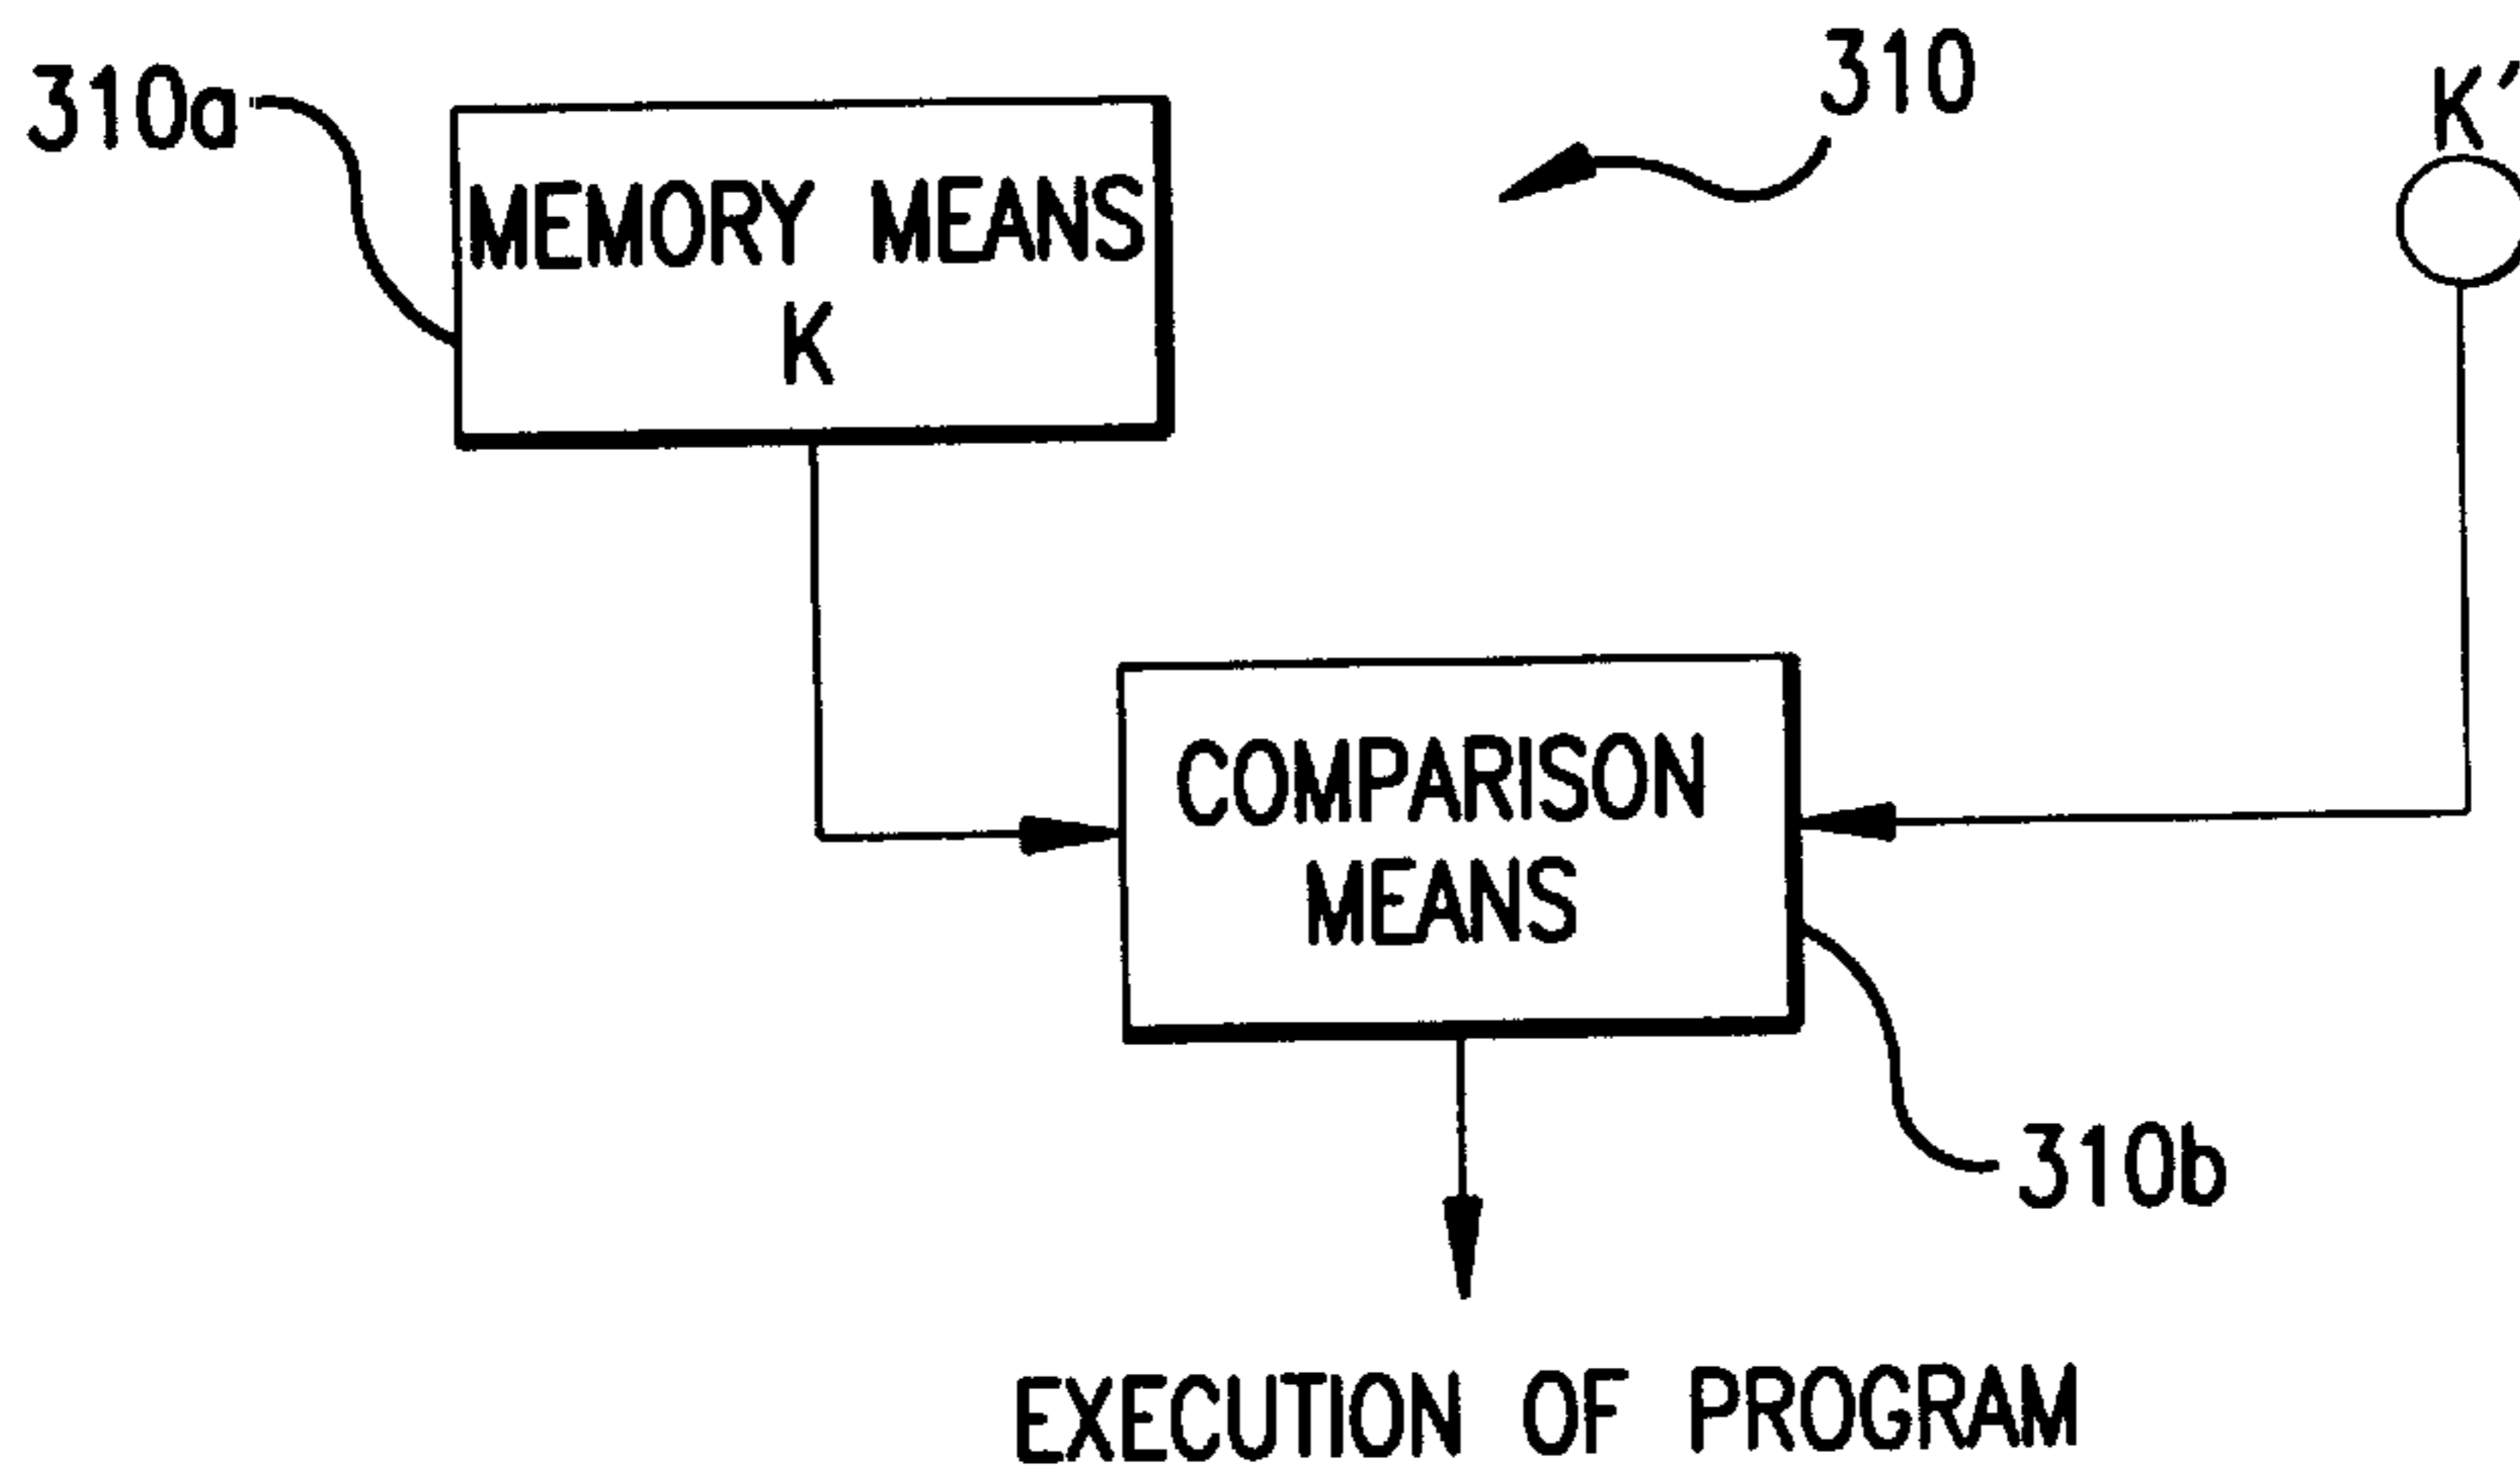 310a
310
K'
MEMORY MEANS
K
COMPARISON
MEANS
310b
EXECUTION OF PROGRAM